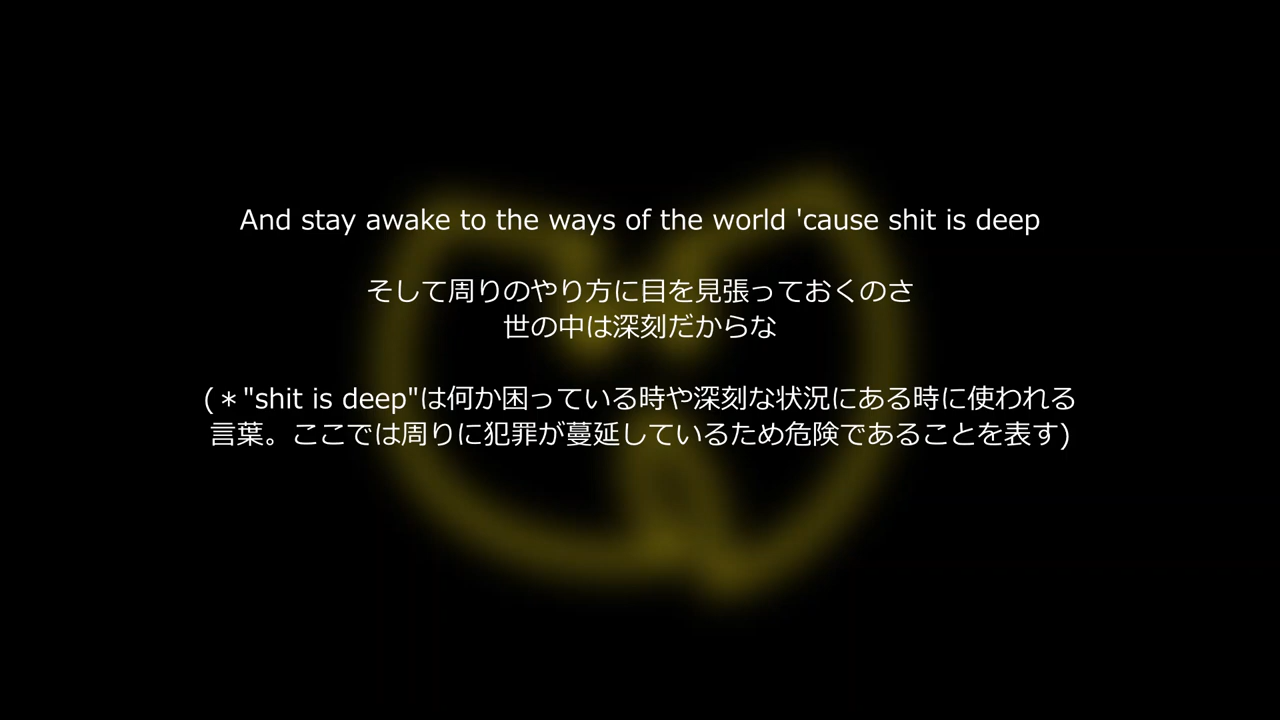 And stay awake to the ways of the world 'cause shit is deep
そして周りのやり方に目を見張っておくのさ
世の中は深刻だからな
(＊"shit is deep"は何か困っている時や深刻な状況にある時に使われる
言葉。ここでは周りに犯罪が蔓延しているため危険であることを表す)